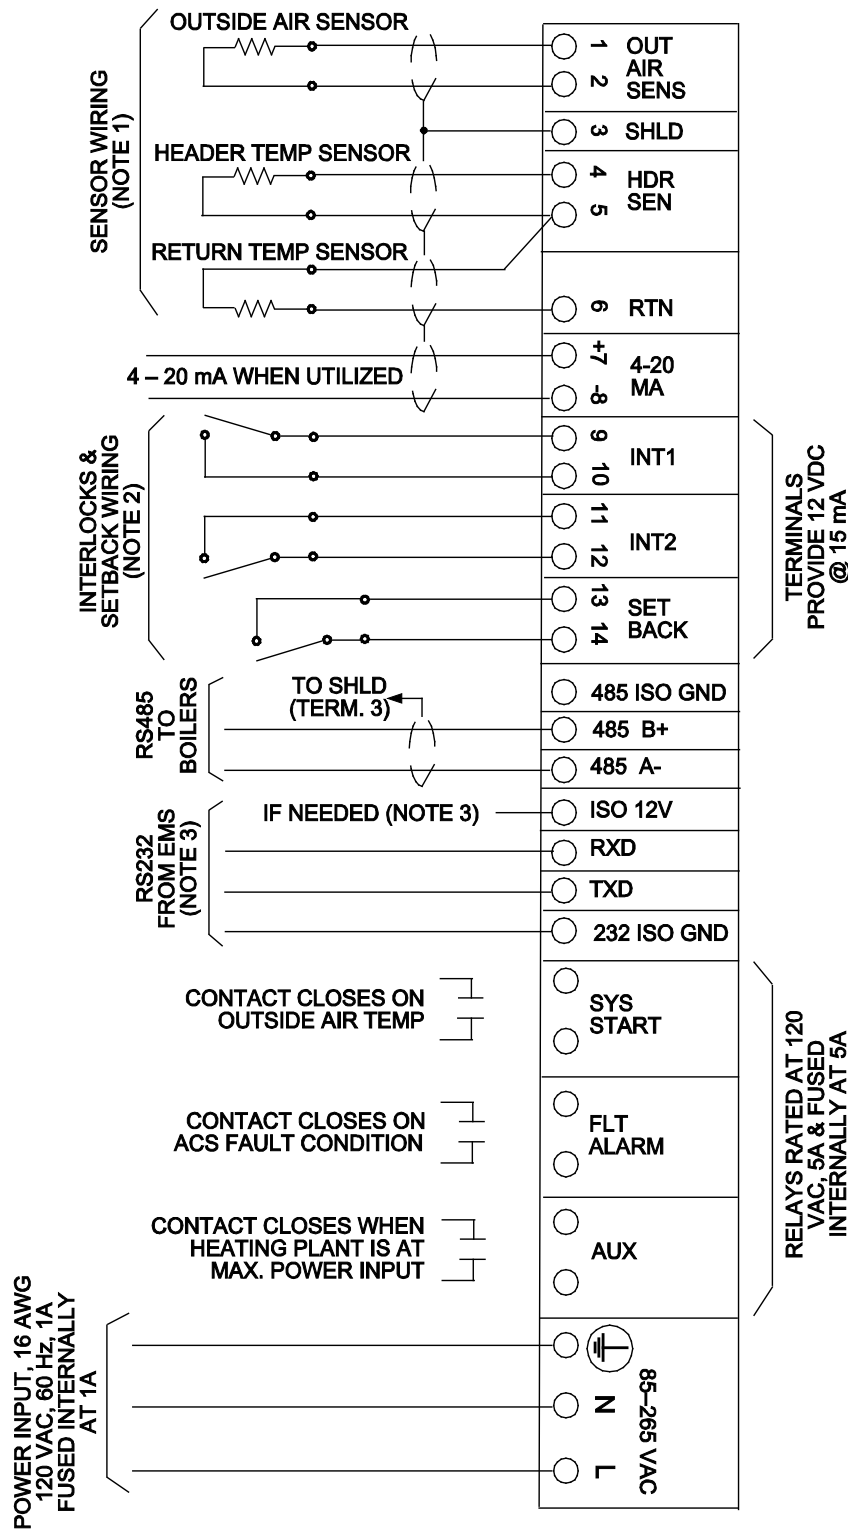 SENSOR WIRING
(NOTE 1)
OUTSIDE AIR SENSOR
HEADER TEMP SENSOR
RETURN TEMP SENSOR
4 – 20 mA WHEN UTILIZED
1
2
OUT
AIR
SENS
3 SHLD
4
5
HDR
SEN
6 RTN
+7
-8
4-20
MA
INTERLOCKS &
SETBACK WIRING
(NOTE 2)
9
10
INT1
11
12
INT2
13
14
SET
BACK
TERMINALS
PROVIDE 12 VDC
@ 15 mA
RS485
TO
BOILERS
TO SHLD
(TERM. 3)
485 ISO GND
485 B+
485 A-
RS232
FROM EMS
(NOTE 3)
IF NEEDED (NOTE 3)
ISO 12V
RXD
TXD
232 ISO GND
CONTACT CLOSES ON
OUTSIDE AIR TEMP
SYS
START
CONTACT CLOSES ON
ACS FAULT CONDITION
FLT
ALARM
CONTACT CLOSES WHEN
HEATING PLANT IS AT
MAX. POWER INPUT
AUX
RELAYS RATED AT 120
VAC, 5A & FUSED
INTERNALLY AT 5A
POWER INPUT, 16 AWG
120 VAC, 60 Hz, 1A
FUSED INTERNALLY
AT 1A
N
L
85–265 VAC